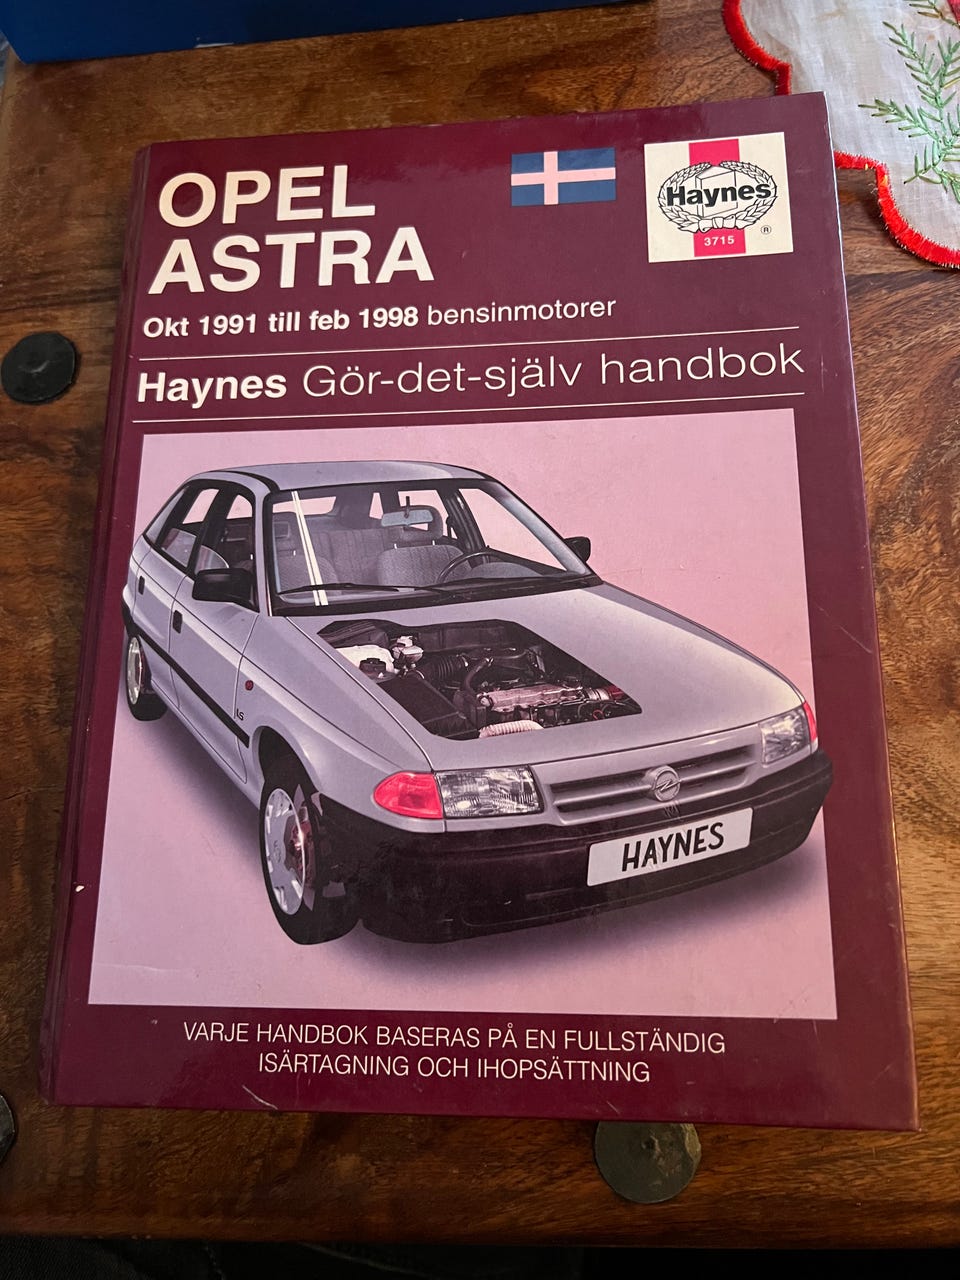 OPEL
ASTRA
Haynes
3715
®
Okt 1991 till feb 1998 bensinmotorer
Haynes Gör-det-själv handbok
LS
HAYNES
VARJE HANDBOK BASERAS PÅ EN FULLSTÄNDIG
ISÄRTAGNING OCH IHOPSÄTTNING